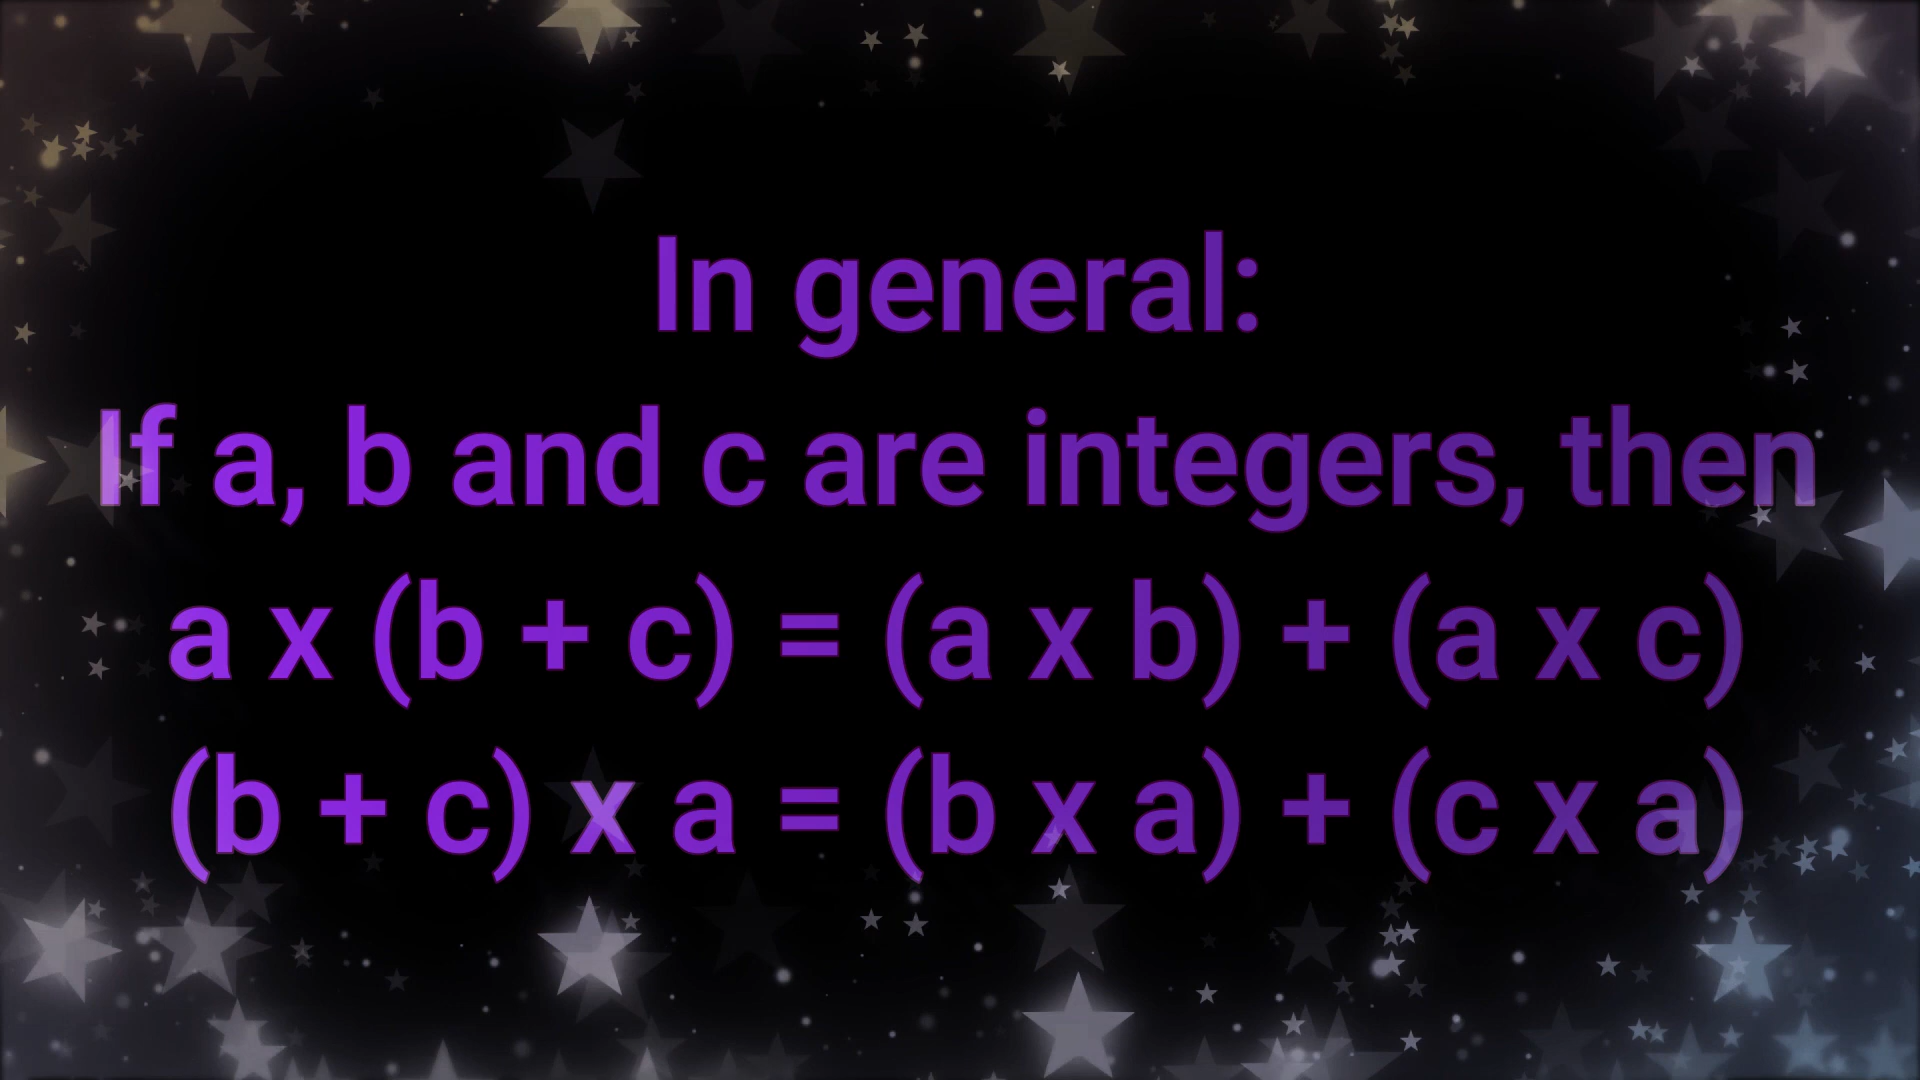 In general:
If a, b and c are integers, then
a x (b + c) = (a x b) + (a x c)
(b + c) x a = (b x a) + (c x a)